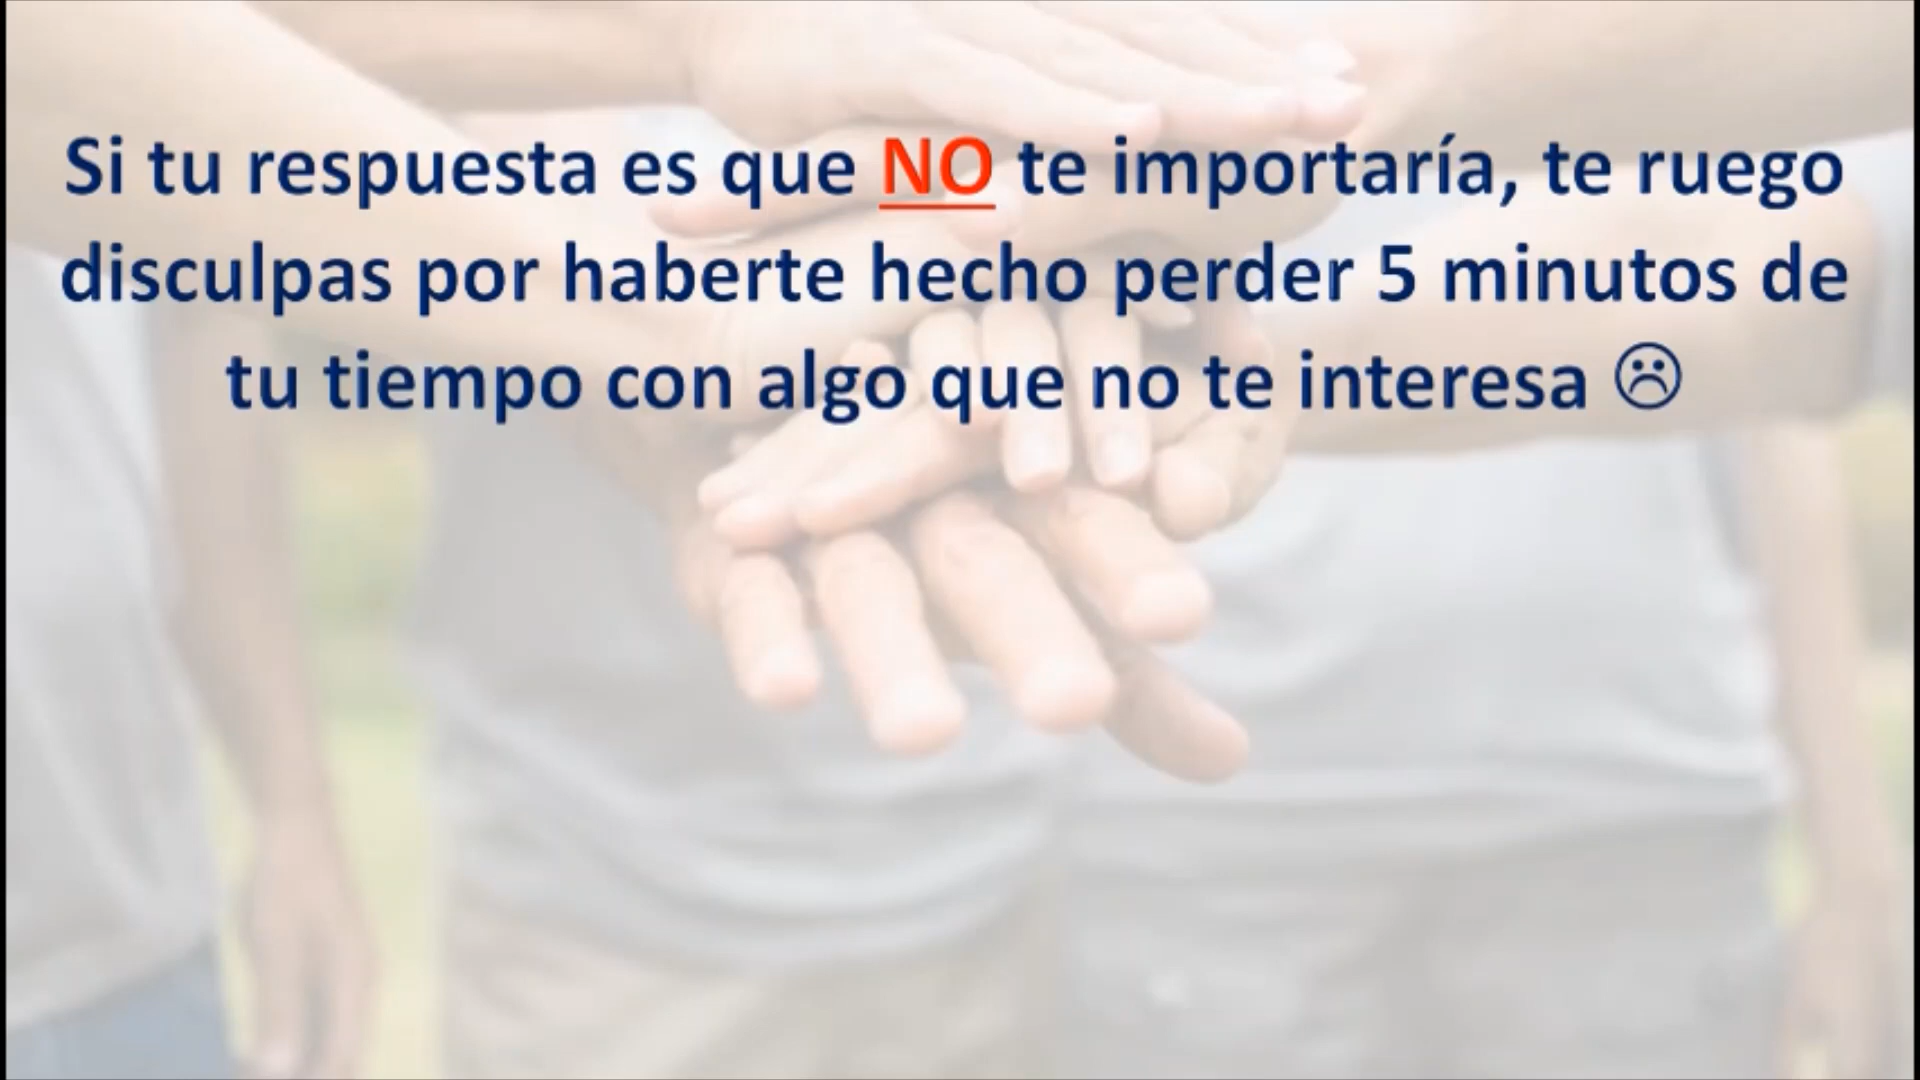 Si tu respuesta es que NO te importaría, te ruego
disculpas por haberte hecho perder 5 minutos de
tu tiempo con algo que no te interesa ☹